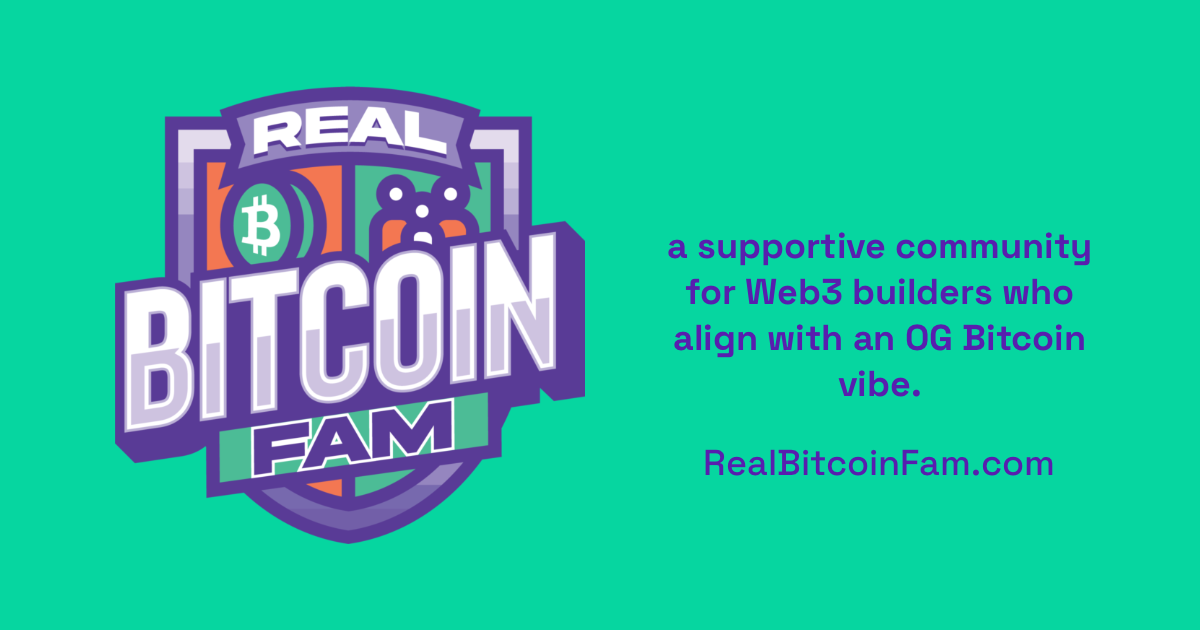 REAL
BITCOIN
FAM
a supportive community
for Web3 builders who
align with an OG Bitcoin
vibe.
RealBitcoinFam.com